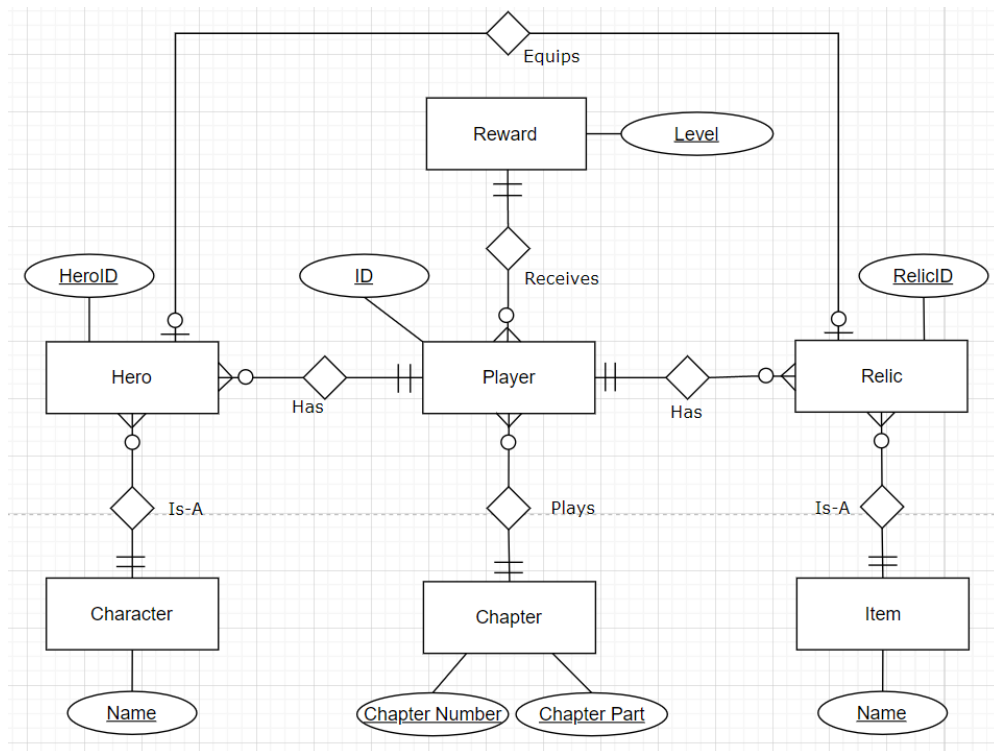 Equips
Reward
Level
Receives
HeroID
ID
RelicID
Hero
Has
Player
Has
Relic
Is-A
Plays
Is-A
Character
Chapter
Item
Name
Chapter Number
Chapter Part
Name